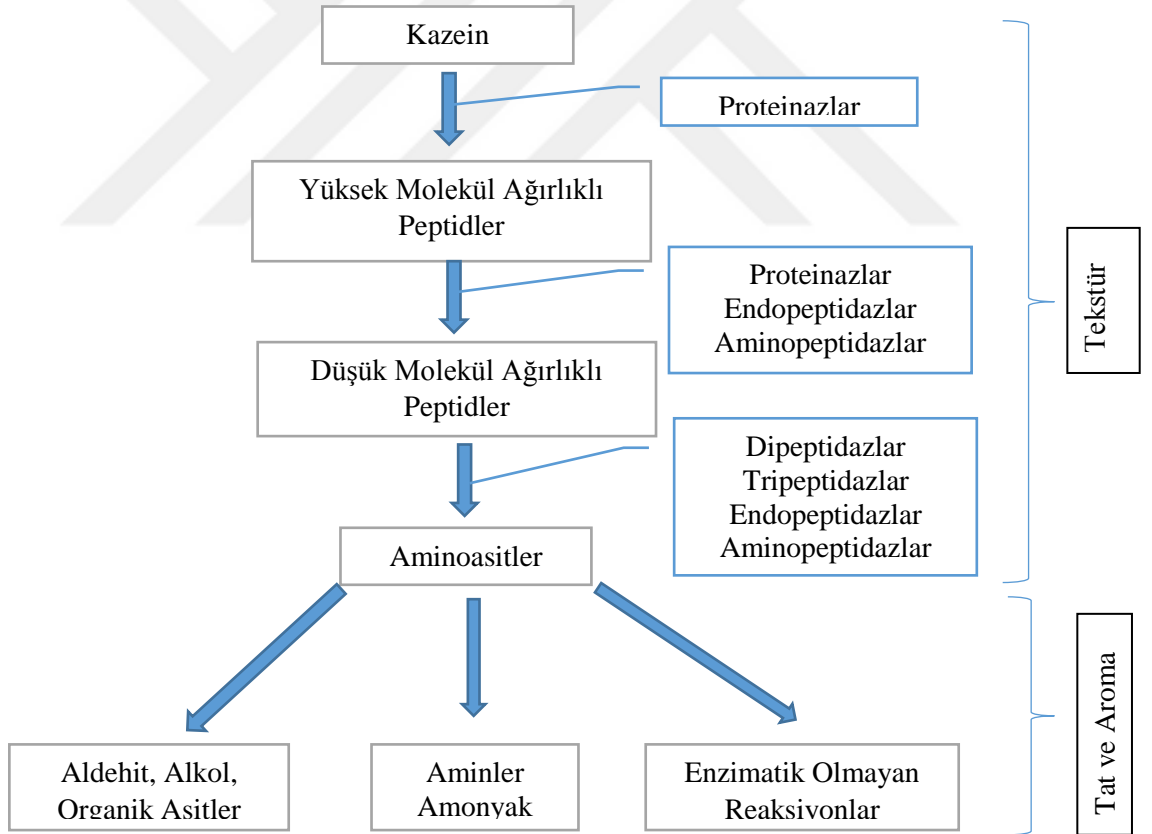 Kazein
Proteinazlar
Yüksek Molekül Ağırlıklı
Peptidler
Proteinazlar
Endopeptidazlar
Aminopeptidazlar
Tekstür
Düşük Molekül Ağırlıklı
Peptidler
Dipeptidazlar
Tripeptidazlar
Endopeptidazlar
Aminopeptidazlar
Aminoasitler
Tat ve Aroma
Aldehit, Alkol,
Organik Asitler
Aminler
Amonyak
Enzimatik Olmayan
Reaksiyonlar